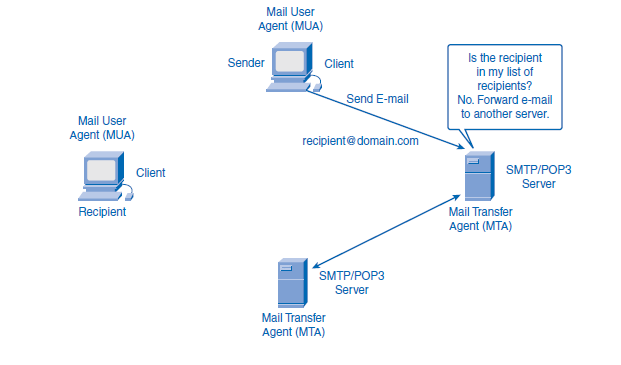 Mail User
Agent (MUA)
Sender
Client
Is the recipient
in my list of
recipients?
No. Forward e-mail
to another server.
Send E-mail
recipient@domain.com
Mail User
Agent (MUA)
Client
Recipient
SMTP/POP3
Server
Mail Transfer
Agent (MTA)
SMTP/POP3
Server
Mail Transfer
Agent (MTA)